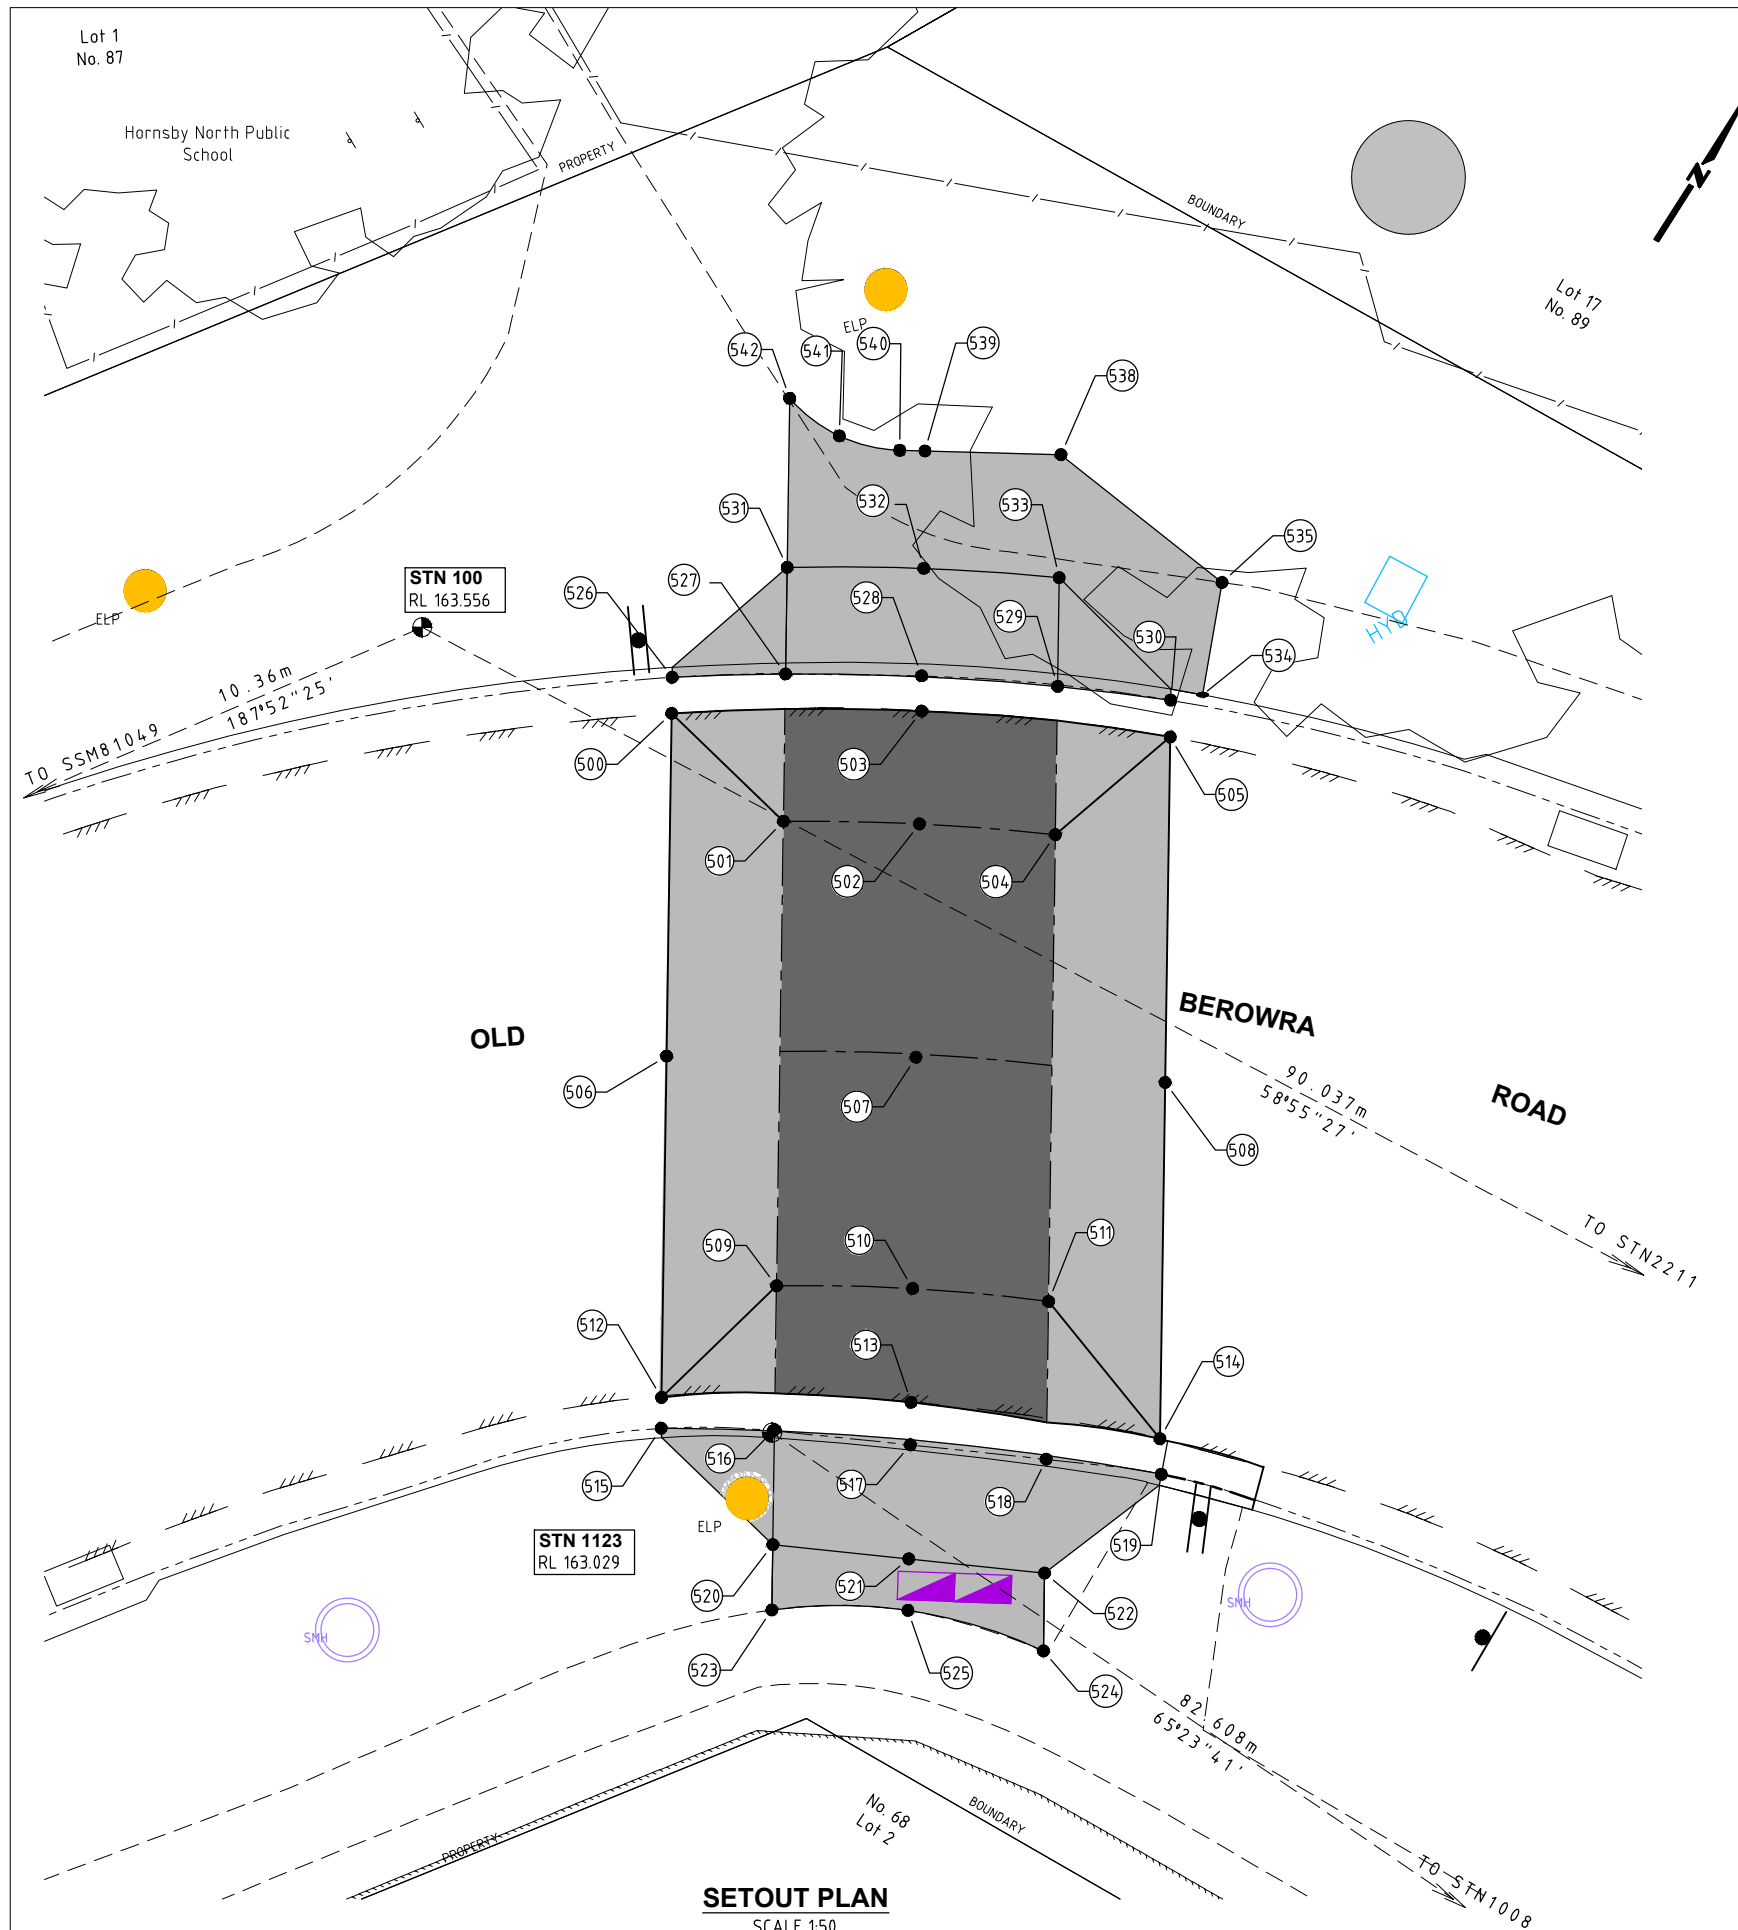 Lot 1
No. 87
Hornsby North Public
School
PROPERTY
BOUNDARY
N
Lot 17
No. 89
ELP
542
541
540
539
538
531
532
533
535
ELP
STN 100
RL 163.556
526
527
528
529
530
534
HYD
10.36m
187°52"25'
TO SSM81049
500
503
505
501
502
504
OLD
BEROWRA
ROAD
506
507
508
90.037m
58°55"27'
TO STN2211
509
510
511
512
513
514
515
516
517
518
519
ELP
STN 1123
RL 163.029
520
521
522
523
525
524
SMH
SMH
82.608m
65°23"41'
TO STN1008
No. 68
Lot 2
PROPERTY
BOUNDARY
SETOUT PLAN
SCALE 1:50